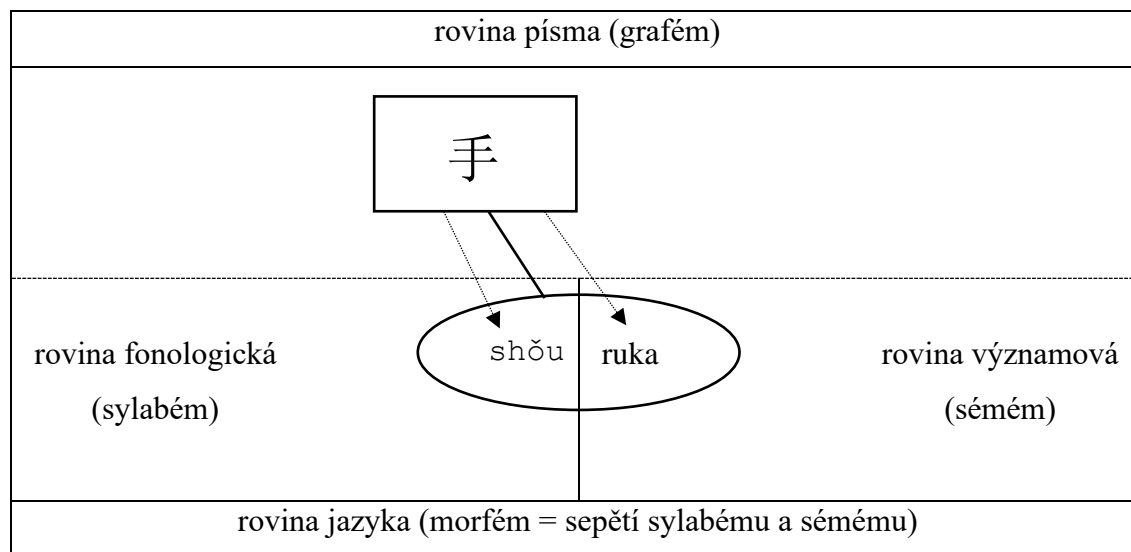 rovina písma (grafém)
手
shǒu ruka
rovina fonologická
(sylabém)
rovina významová
(sémém)
rovina jazyka (morfém = sepětí sylabému a sémému)